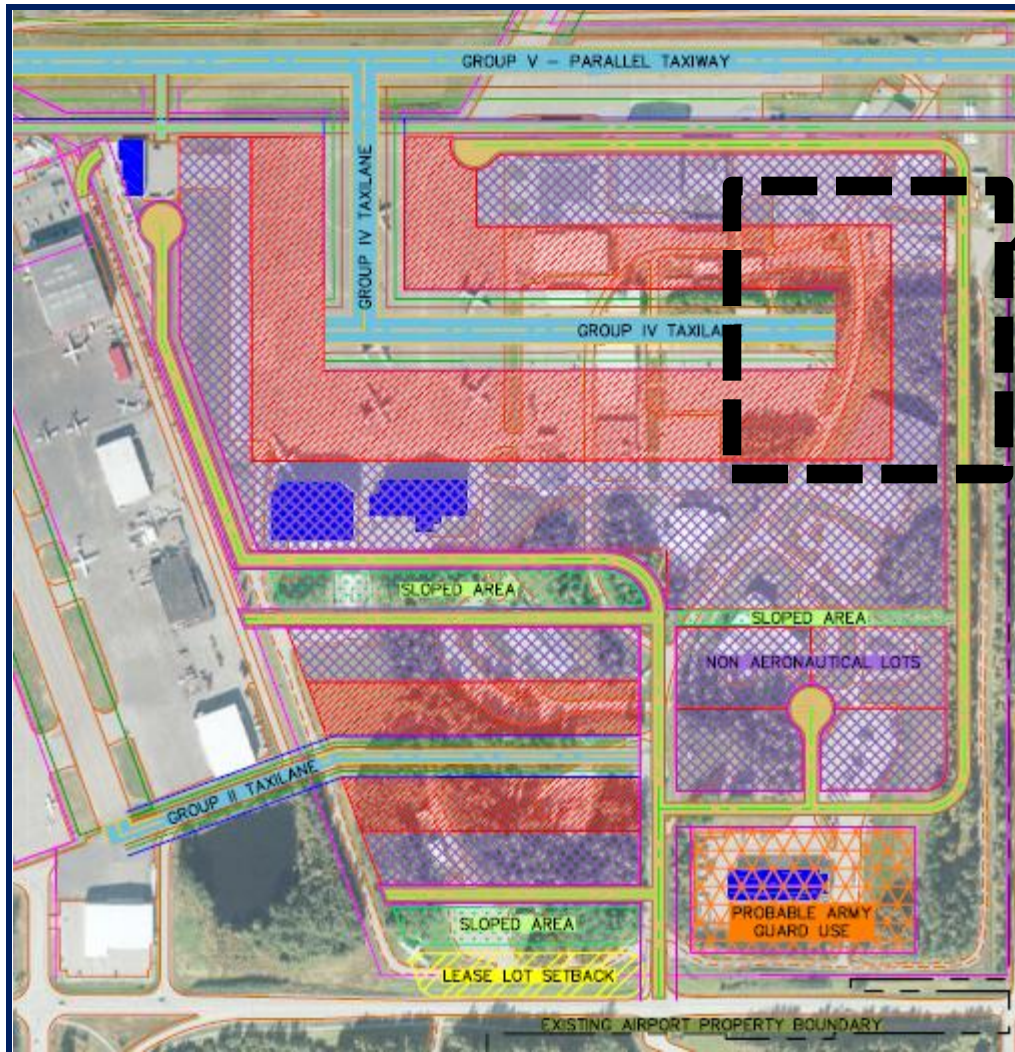 GROUP V - PARALLEL TAXIWAY
GROUP IV TAXILANE
GROUP IV TAXILA
SLOPED AREA
SLOPED AREA
NON AERONAUTICAL LOTS
GROUP II TAXILANE
PROBABLE ARMY
GUARD USE
SLOPED AREA
LEASE LOT SETBACK
EXISTING AIRPORT PROPERTY BOUNDARY